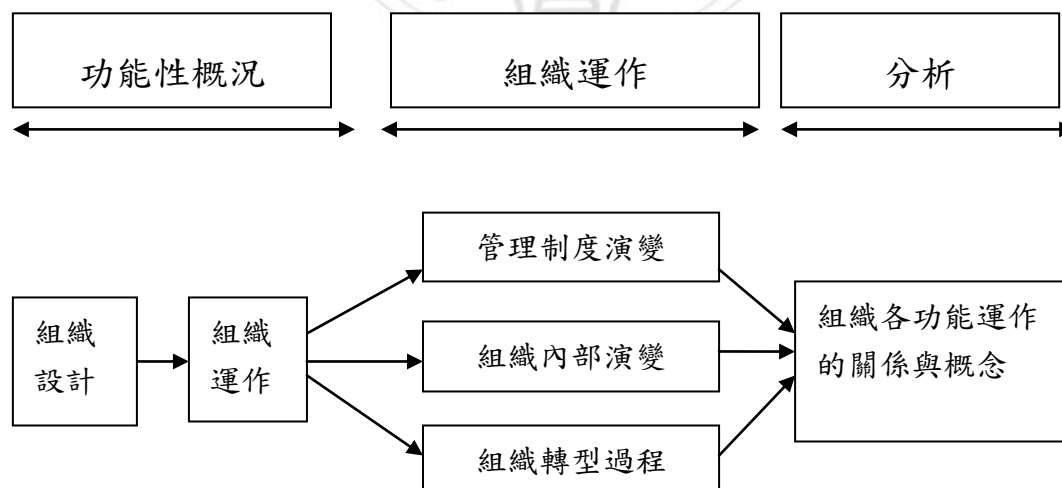 功能性概況
組織運作
分析
組織
設計
組織
運作
管理制度演變
組織內部演變
組織轉型過程
組織各功能運作
的關係與概念